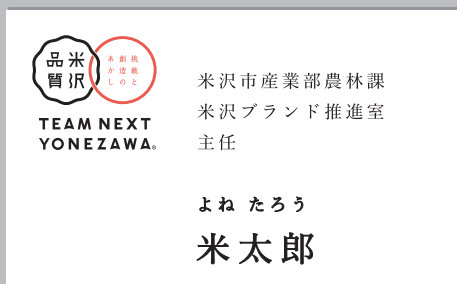 米沢
品質
挑戦と
創造の
あかし
TEAM NEXT
YONEZAWA®
米沢市産業部農林課
米沢ブランド推進室
主任
よね たろう
米太郎